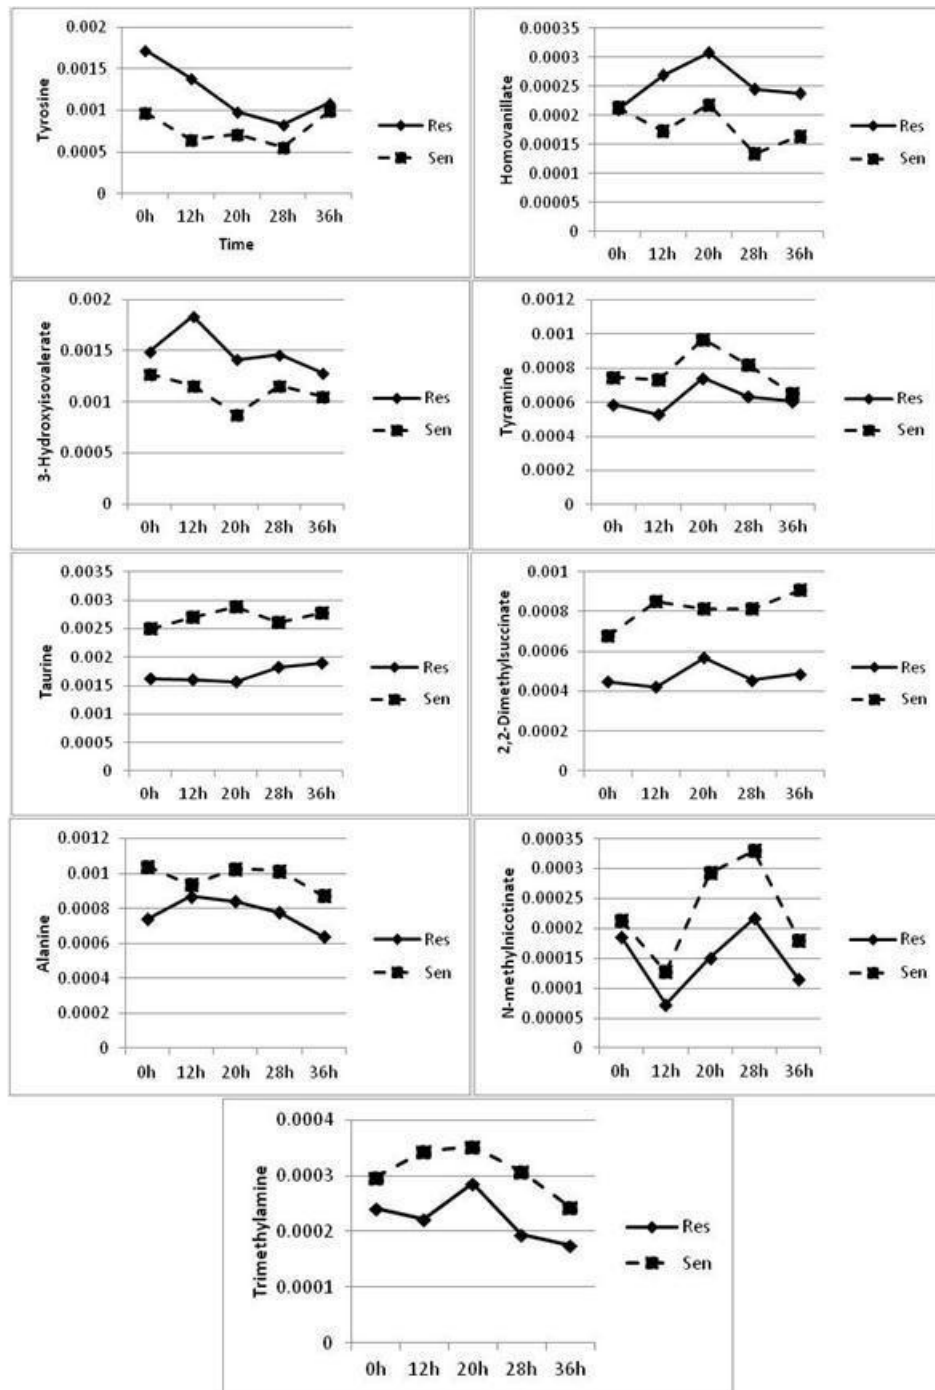 Tyrosine
0.002
0.0015
0.001
0.0005
0
0h 12h 20h 28h 36h
Time
Res
Sen
Homovanillate
0.00035
0.0003
0.00025
0.0002
0.00015
0.0001
0.00005
0
0h 12h 20h 28h 36h
Res
Sen
3-Hydroxyisovalerate
0.002
0.0015
0.001
0.0005
0
0h 12h 20h 28h 36h
Res
Sen
Tyramine
0.0012
0.001
0.0008
0.0006
0.0004
0.0002
0
0h 12h 20h 28h 36h
Res
Sen
Taurine
0.0035
0.003
0.0025
0.002
0.0015
0.001
0.0005
0
0h 12h 20h 28h 36h
Res
Sen
2,2-Dimethylsuccinate
0.001
0.0008
0.0006
0.0004
0.0002
0
0h 12h 20h 28h 36h
Res
Sen
Alanine
0.0012
0.001
0.0008
0.0006
0.0004
0.0002
0
0h 12h 20h 28h 36h
Res
Sen
N-methylnicotinate
0.00035
0.0003
0.00025
0.0002
0.00015
0.0001
0.00005
0
0h 12h 20h 28h 36h
Res
Sen
Trimethylamine
0.0004
0.0003
0.0002
0.0001
0
0h 12h 20h 28h 36h
Res
Sen